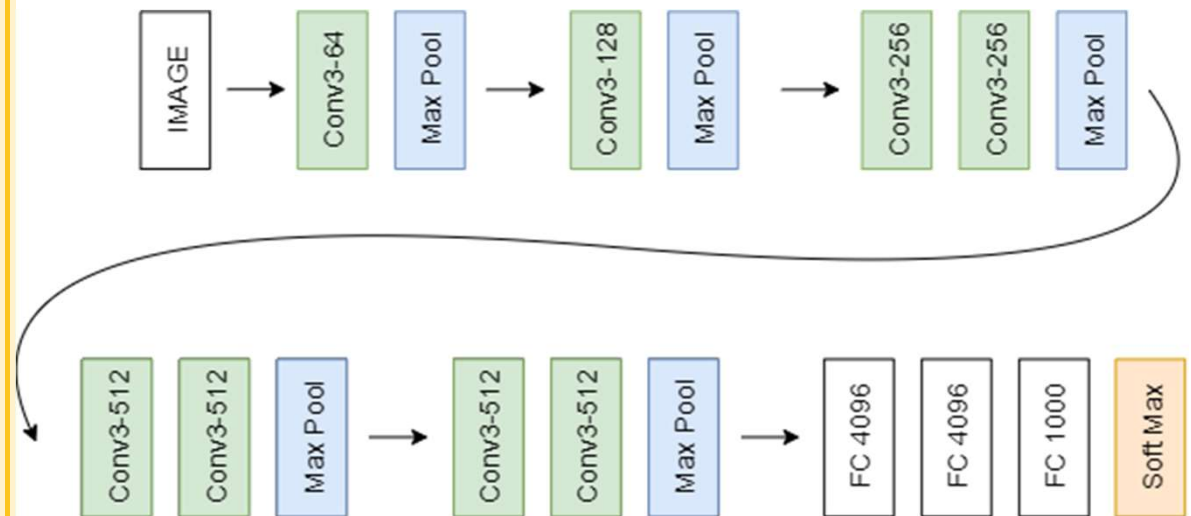 IMAGE
Conv3-64
Max Pool
Conv3-128
Max Pool
Conv3-256
Conv3-256
Max Pool
Conv3-512
Conv3-512
Max Pool
Conv3-512
Conv3-512
Max Pool
FC 4096
FC 4096
FC 1000
Soft Max